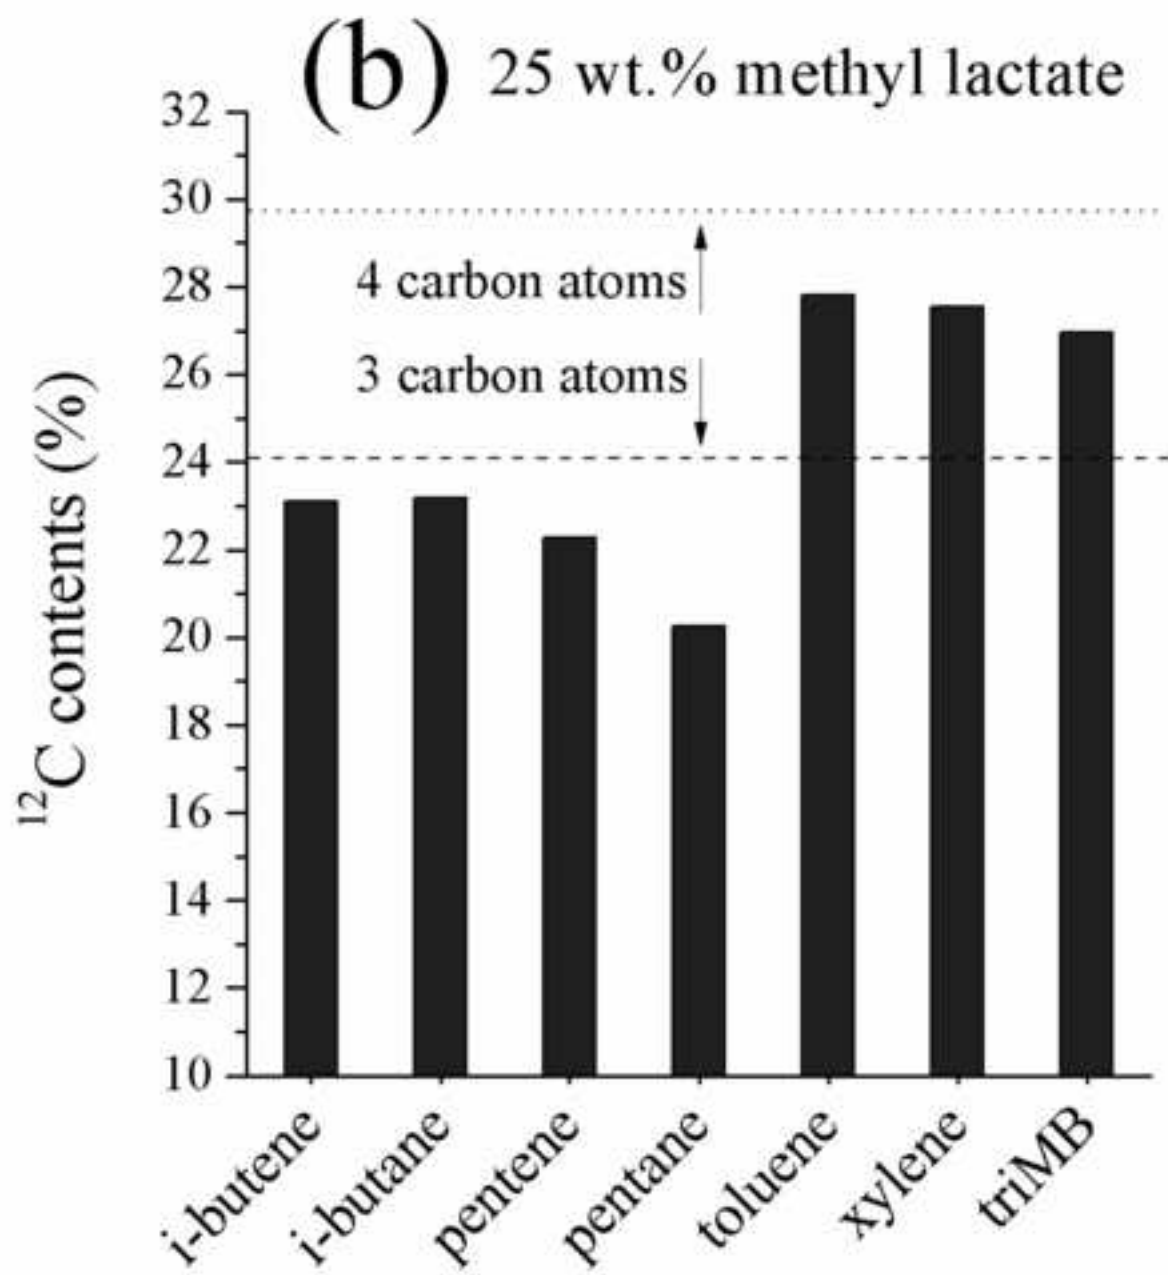 (b) 25 wt.% methyl lactate
32
30
28
26
24
22
20
18
16
14
12
10
¹²C contents (%)
4 carbon atoms
3 carbon atoms
i-butene
i-butane
pentene
pentane
toluene
xylene
triMB